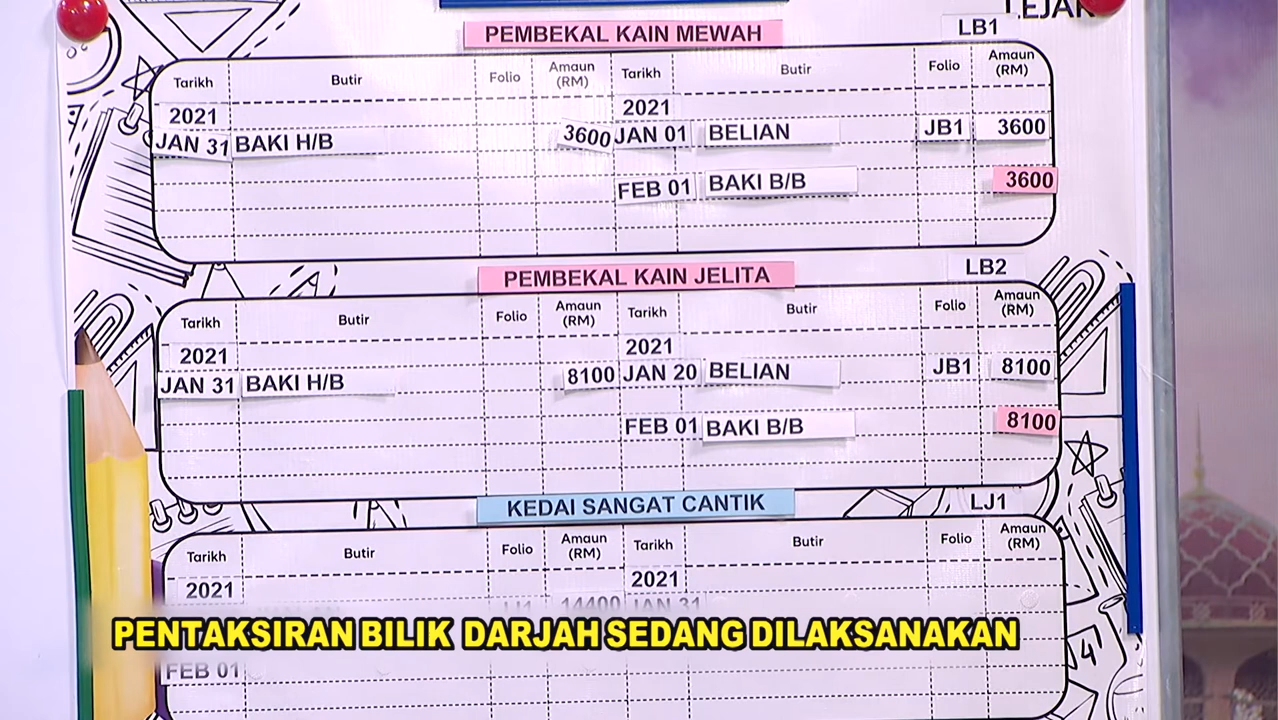 LEJAR
PEMBEKAL KAIN MEWAH LB1
Tarikh Butir Folio Amaun (RM) Tarikh Butir Folio Amaun (RM)
2021 2021
JAN 31 BAKI H/B 3600 JAN 01 BELIAN JB1 3600
FEB 01 BAKI B/B 3600
PEMBEKAL KAIN JELITA LB2
Tarikh Butir Folio Amaun (RM) Tarikh Butir Folio Amaun (RM)
2021 2021
JAN 31 BAKI H/B 8100 JAN 20 BELIAN JB1 8100
FEB 01 BAKI B/B 8100
KEDAI SANGAT CANTIK LJ1
Tarikh Butir Folio Amaun (RM) Tarikh Butir Folio Amaun (RM)
2021 2021
14400 JAN 31
PENTAKSIRAN BILIK DARJAH SEDANG DILAKSANAKAN
FEB 01